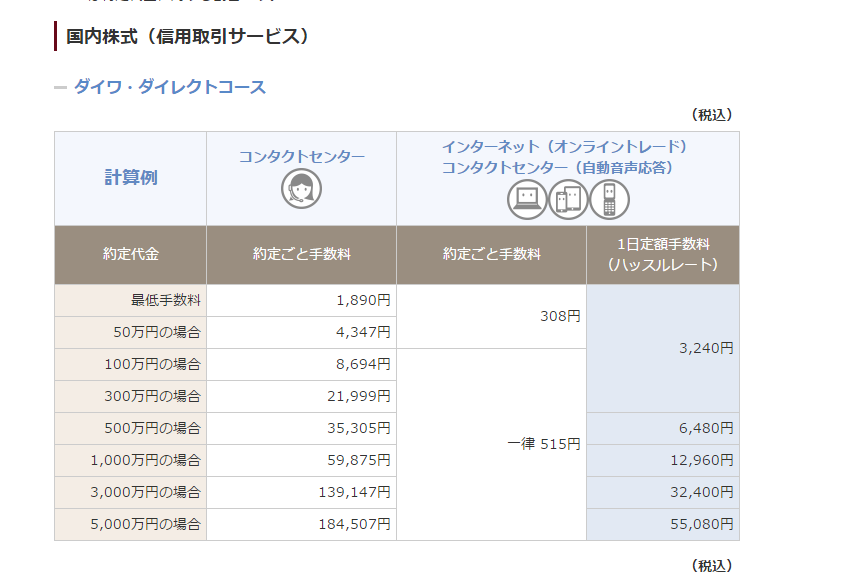 国内株式（信用取引サービス）
ダイワ・ダイレクトコース
（税込）
計算例
コンタクトセンター
インターネット（オンライントレード）
コンタクトセンター（自動音声応答）
約定代金
約定ごと手数料
約定ごと手数料
1日定額手数料
（ハッスルレート）
最低手数料 1,890円
308円
50万円の場合 4,347円
3,240円
100万円の場合 8,694円
300万円の場合 21,999円
500万円の場合 35,305円 6,480円
一律 515円
1,000万円の場合 59,875円 12,960円
3,000万円の場合 139,147円 32,400円
5,000万円の場合 184,507円 55,080円
（税込）